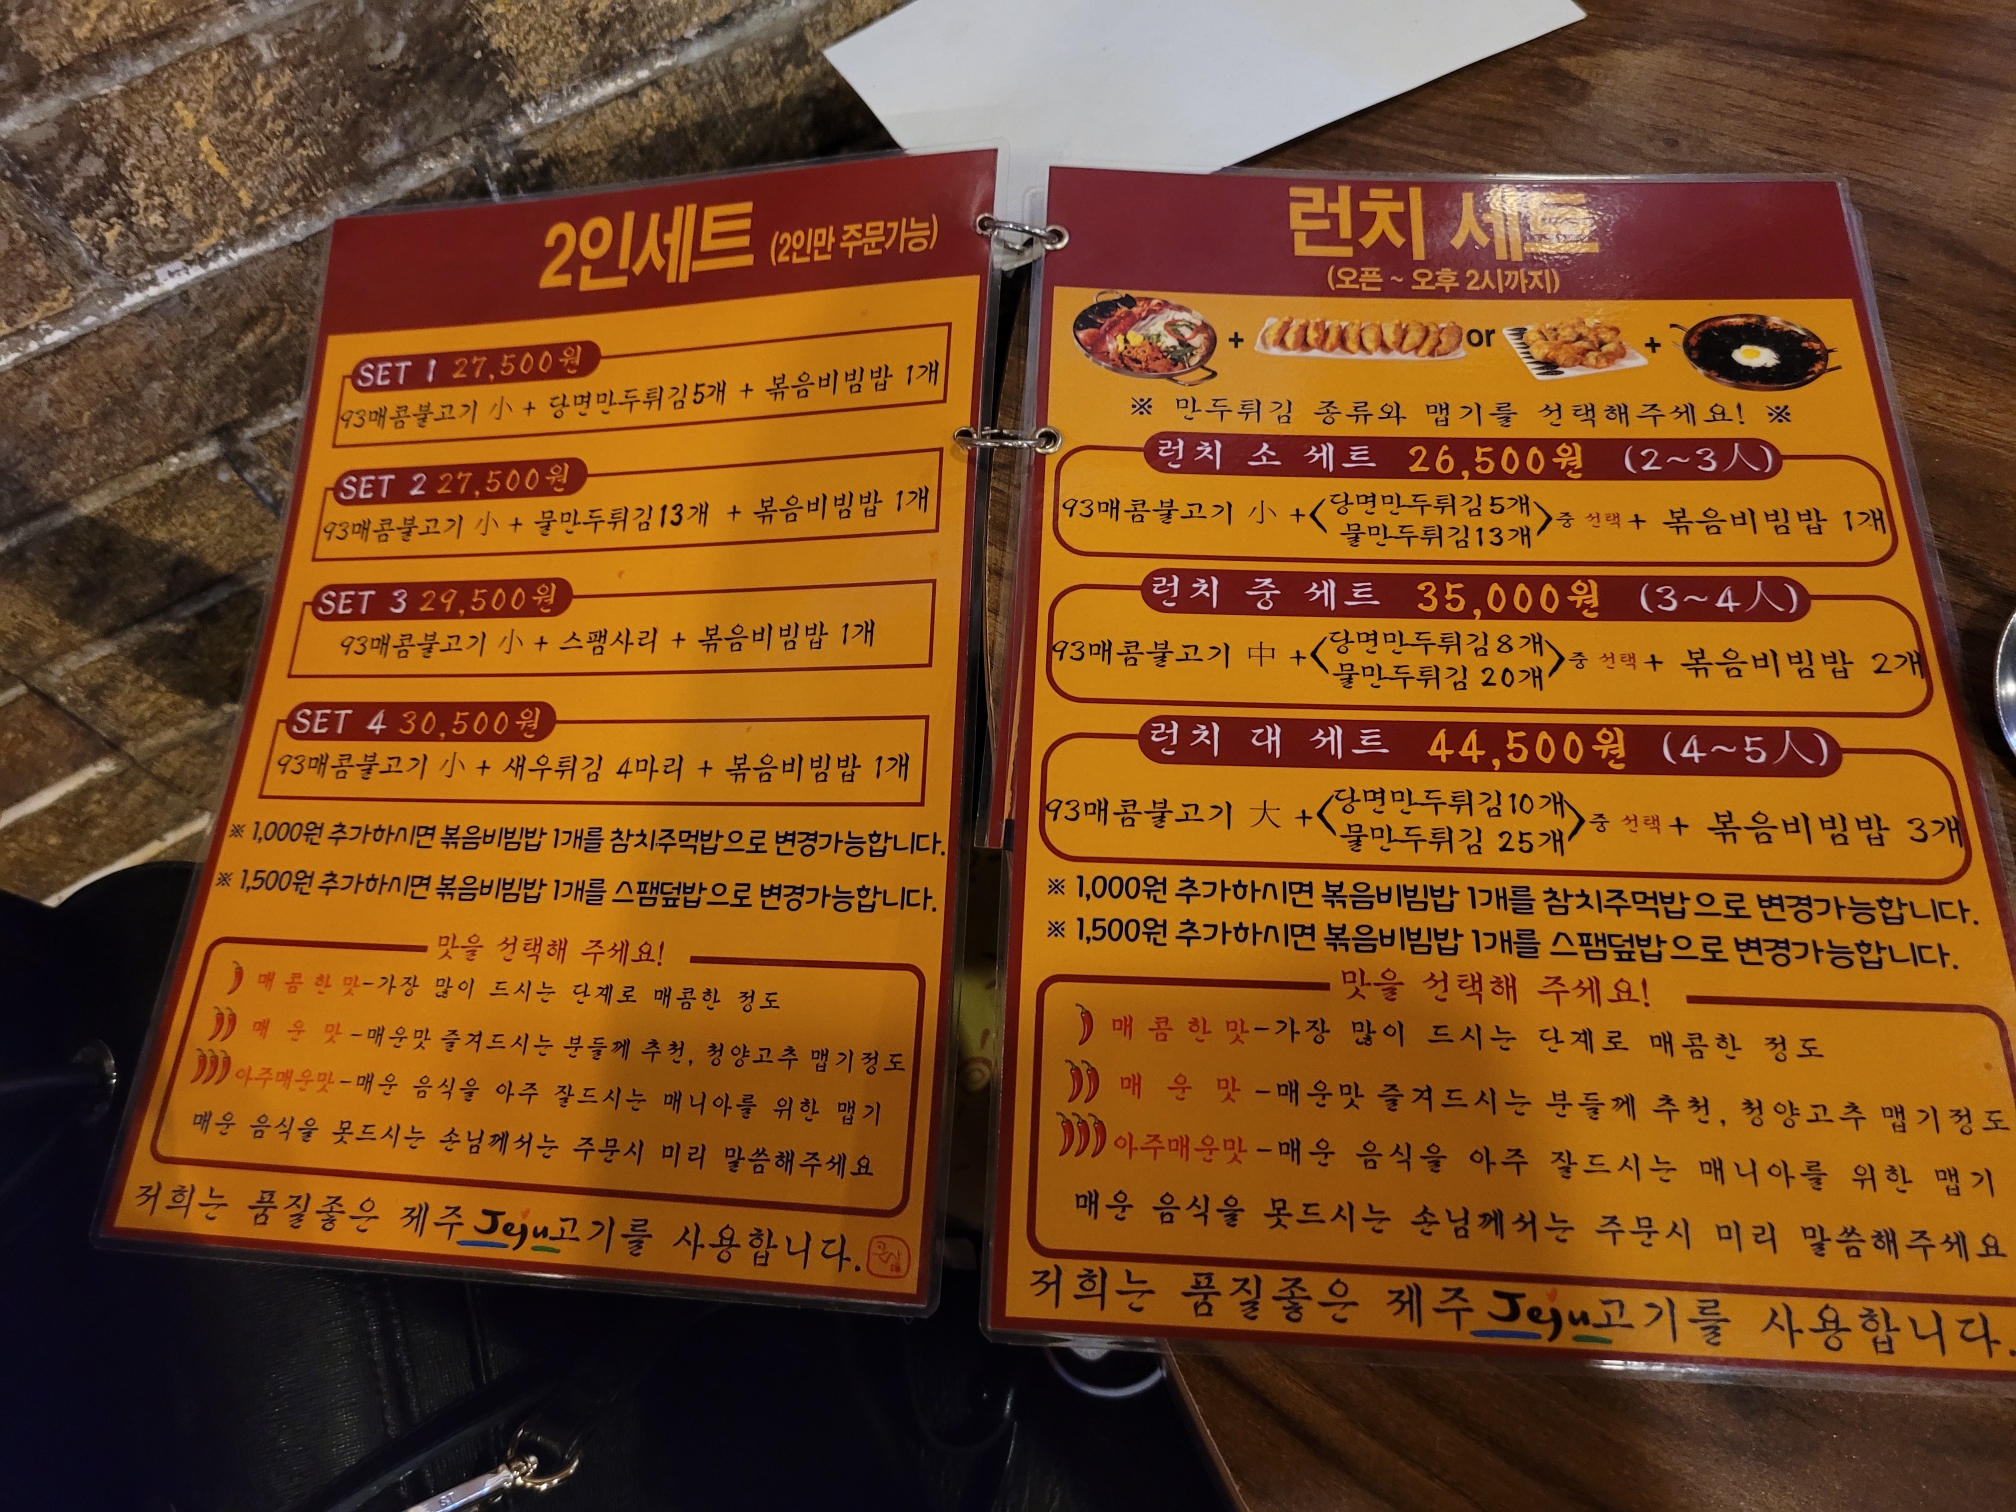 2인세트 (2인만 주문가능)
SET 1 27,500원
93매콤불고기 小 + 당면만두튀김5개 + 볶음비빔밥 1개
SET 2 27,500원
93매콤불고기 小 + 물만두튀김13개 + 볶음비빔밥 1개
SET 3 29,500원
93매콤불고기 小 + 스팸사리 + 볶음비빔밥 1개
SET 4 30,500원
93매콤불고기 小 + 새우튀김 4마리 + 볶음비빔밥 1개
※ 1,000원 추가하시면 볶음비빔밥 1개를 참치주먹밥으로 변경가능합니다.
※ 1,500원 추가하시면 볶음비빔밥 1개를 스팸덮밥으로 변경가능합니다.
맛을 선택해 주세요!
매콤한맛-가장 많이 드시는 단계로 매콤한 정도
매 운 맛-매운맛 즐겨드시는 분들께 추천, 청양고추 맵기정도
아주매운맛-매운 음식을 아주 잘드시는 매니아를 위한 맵기
매운 음식을 못드시는 손님께서는 주문시 미리 말씀해주세요
저희는 품질좋은 제주Jeju고기를 사용합니다.
런치 세트
(오픈 ~ 오후 2시까지)
+ or +
※ 만두튀김 종류와 맵기를 선택해주세요! ※
런치 소 세트 26,500원 (2~3人)
93매콤불고기 小 +<당면만두튀김5개
물만두튀김13개>중 선택+ 볶음비빔밥 1개
런치 중 세트 35,000원 (3~4人)
93매콤불고기 中 +<당면만두튀김8개
물만두튀김 20개>중 선택+ 볶음비빔밥 2개
런치 대 세트 44,500원 (4~5人)
93매콤불고기 大 +<당면만두튀김10개
물만두튀김 25개>중 선택+ 볶음비빔밥 3개
※ 1,000원 추가하시면 볶음비빔밥 1개를 참치주먹밥으로 변경가능합니다.
※ 1,500원 추가하시면 볶음비빔밥 1개를 스팸덮밥으로 변경가능합니다.
맛을 선택해 주세요!
매콤한맛-가장 많이 드시는 단계로 매콤한 정도
매 운 맛-매운맛 즐겨드시는 분들께 추천, 청양고추 맵기정도
아주매운맛-매운 음식을 아주 잘드시는 매니아를 위한 맵기
매운 음식을 못드시는 손님께서는 주문시 미리 말씀해주세요
저희는 품질좋은 제주Jeju고기를 사용합니다.